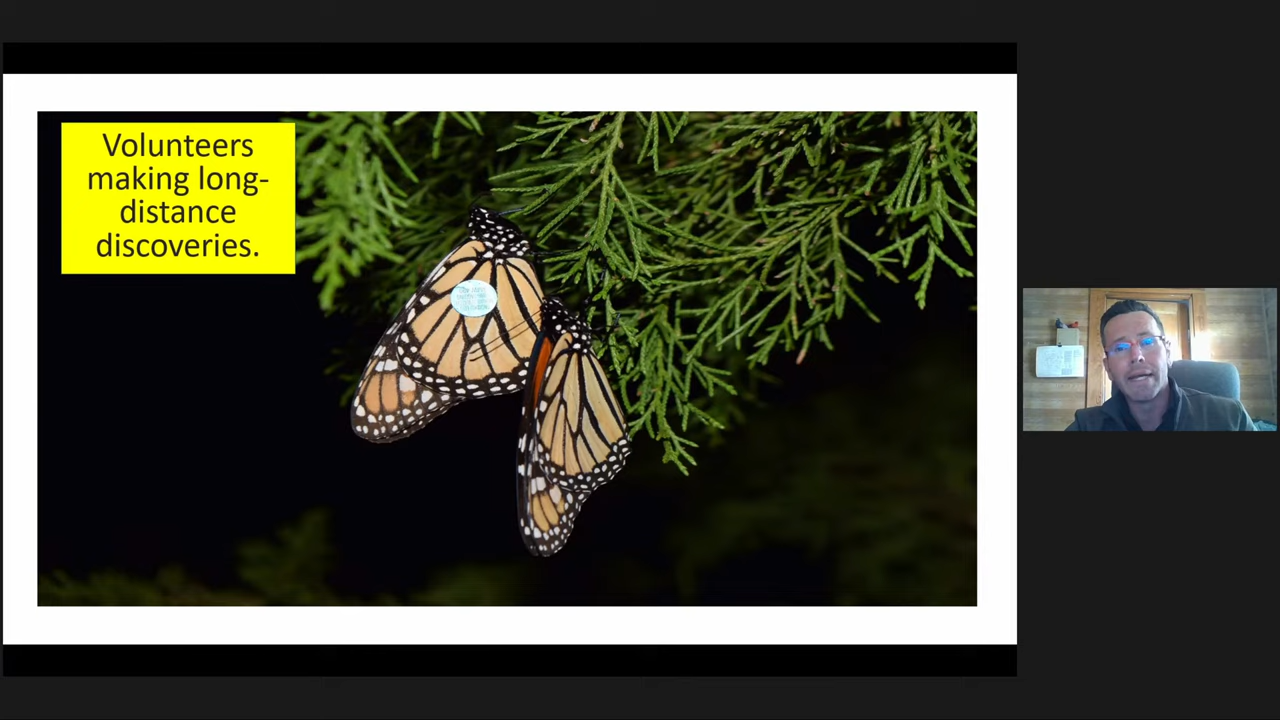 Volunteers
making long-
distance
discoveries.